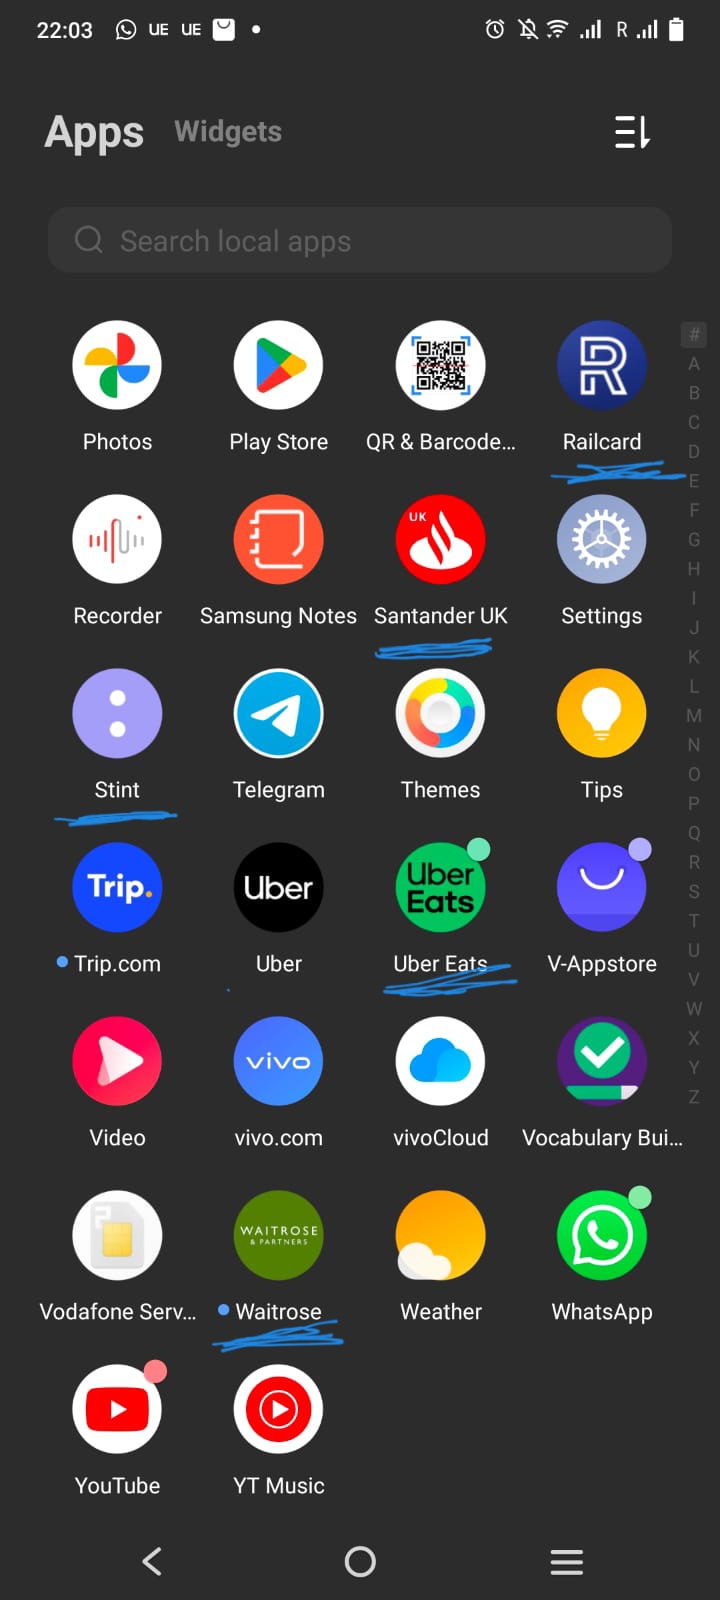 22:03 UE UE R
Apps Widgets
Search local apps
#
A
B
C
D
E
F
G
H
I
J
K
L
M
N
O
P
Q
R
S
T
U
V
W
X
Y
Z
Photos Play Store QR & Barcode... Railcard
UK
Recorder Samsung Notes Santander UK Settings
Stint Telegram Themes Tips
Trip. Uber Uber Eats
Trip.com Uber Uber Eats V-Appstore
vivo
Video vivo.com vivoCloud Vocabulary Bui...
2 WAITROSE & PARTNERS
Vodafone Serv... Waitrose Weather WhatsApp
YouTube YT Music